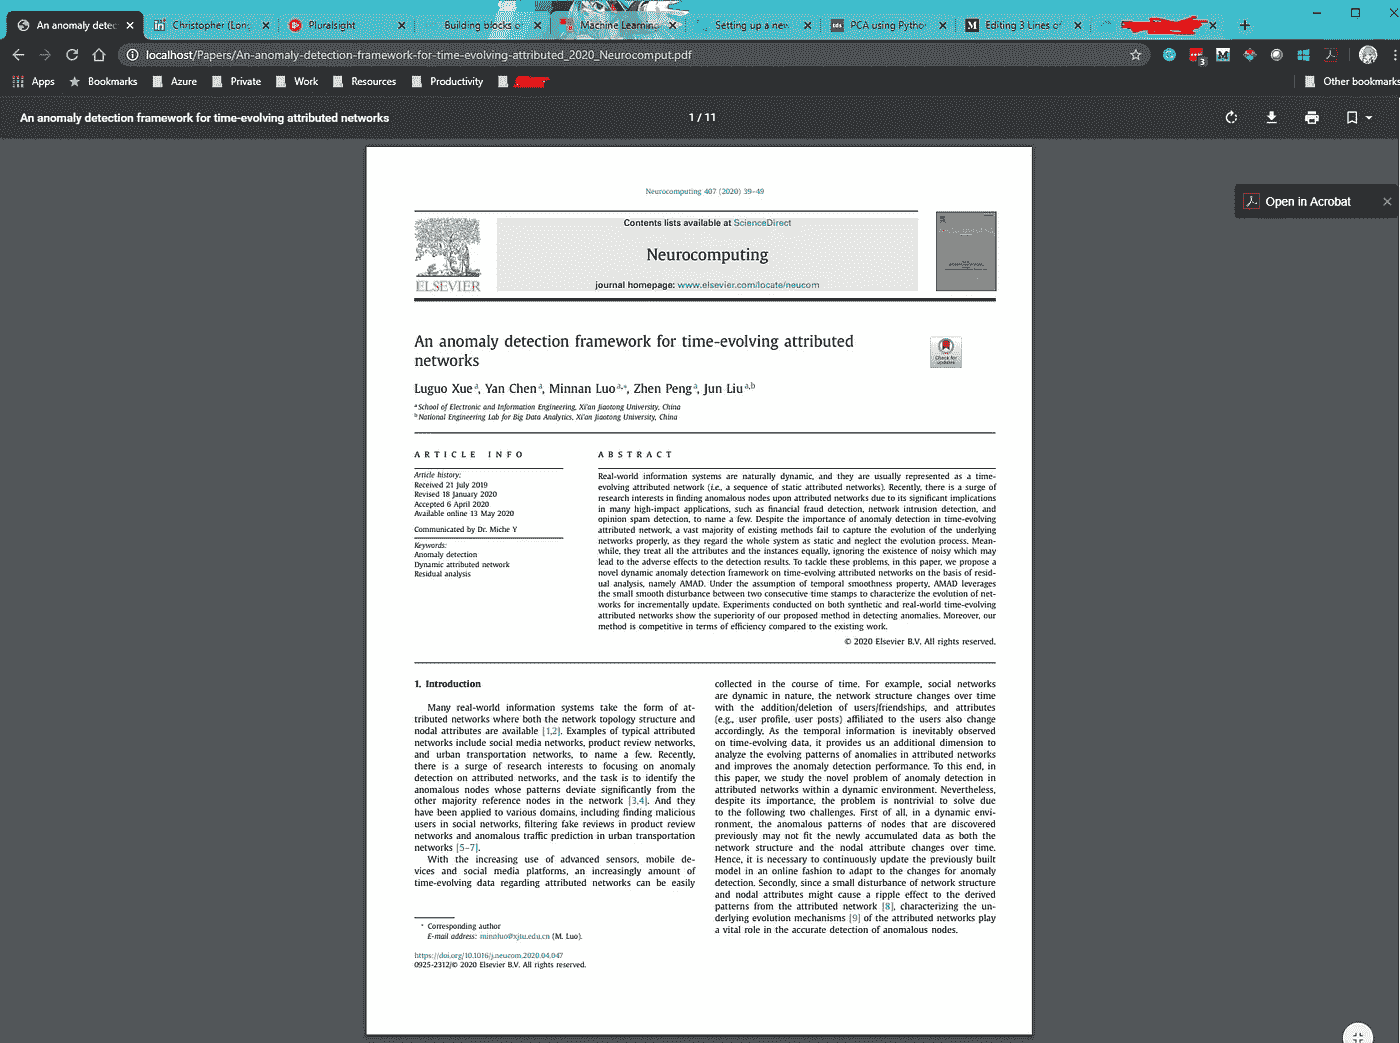 An anomaly detec
Christopher (Long
Pluralsight
Building blocks o
Machine Learning
Setting up a new
PCA using Pytho
Editing 3 Lines of
localhost/Papers/An-anomaly-detection-framework-for-time-evolving-attributed_2020_Neurocomput.pdf
3
Apps
Bookmarks
Azure
Private
Work
Resources
Productivity
Other bookmarks
An anomaly detection framework for time-evolving attributed networks
1 / 11
Open in Acrobat
Neurocomputing 407 (2020) 39–49
Contents lists available at ScienceDirect
Neurocomputing
journal homepage: www.elsevier.com/locate/neucom
ELSEVIER
An anomaly detection framework for time-evolving attributed
networks
Check for
updates
Luguo Xue a, Yan Chen a, Minnan Luo a,*, Zhen Peng a, Jun Liu a,b
a School of Electronic and Information Engineering, Xi'an Jiaotong University, China
b National Engineering Lab for Big Data Analytics, Xi'an Jiaotong University, China
ARTICLE INFO
Article history:
Received 21 July 2019
Revised 18 January 2020
Accepted 6 April 2020
Available online 13 May 2020
Communicated by Dr. Miche Y
Keywords:
Anomaly detection
Dynamic attributed network
Residual analysis
ABSTRACT
Real-world information systems are naturally dynamic, and they are usually represented as a time-
evolving attributed network (i.e., a sequence of static attributed networks). Recently, there is a surge of
research interests in finding anomalous nodes upon attributed networks due to its significant implications
in many high-impact applications, such as financial fraud detection, network intrusion detection, and
opinion spam detection, to name a few. Despite the importance of anomaly detection in time-evolving
attributed network, a vast majority of existing methods fail to capture the evolution of the underlying
networks properly, as they regard the whole system as static and neglect the evolution process. Mean-
while, they treat all the attributes and the instances equally, ignoring the existence of noisy which may
lead to the adverse effects to the detection results. To tackle these problems, in this paper, we propose a
novel dynamic anomaly detection framework on time-evolving attributed networks on the basis of resid-
ual analysis, namely AMAD. Under the assumption of temporal smoothness property, AMAD leverages
the small smooth disturbance between two consecutive time stamps to characterize the evolution of net-
works for incrementally update. Experiments conducted on both synthetic and real-world time-evolving
attributed networks show the superiority of our proposed method in detecting anomalies. Moreover, our
method is competitive in terms of efficiency compared to the existing work.
© 2020 Elsevier B.V. All rights reserved.
1. Introduction
Many real-world information systems take the form of at-
tributed networks where both the network topology structure and
nodal attributes are available [1,2]. Examples of typical attributed
networks include social media networks, product review networks,
and urban transportation networks, to name a few. Recently,
there is a surge of research interests to focusing on anomaly
detection on attributed networks, and the task is to identify the
anomalous nodes whose patterns deviate significantly from the
other majority reference nodes in the network [3,4]. And they
have been applied to various domains, including finding malicious
users in social networks, filtering fake reviews in product review
networks and anomalous traffic prediction in urban transportation
networks [5–7].
With the increasing use of advanced sensors, mobile de-
vices and social media platforms, an increasingly amount of
time-evolving data regarding attributed networks can be easily
* Corresponding author
E-mail address: minnluo@xjtu.edu.cn (M. Luo).
https://doi.org/10.1016/j.neucom.2020.04.047
0925-2312/© 2020 Elsevier B.V. All rights reserved.
collected in the course of time. For example, social networks
are dynamic in nature, the network structure changes over time
with the addition/deletion of users/friendships, and attributes
(e.g., user profile, user posts) affiliated to the users also change
accordingly. As the temporal information is inevitably observed
on time-evolving data, it provides us an additional dimension to
analyze the evolving patterns of anomalies in attributed networks
and improves the anomaly detection performance. To this end, in
this paper, we study the novel problem of anomaly detection in
attributed networks within a dynamic environment. Nevertheless,
despite its importance, the problem is nontrivial to solve due
to the following two challenges. First of all, in a dynamic envi-
ronment, the anomalous patterns of nodes that are discovered
previously may not fit the newly accumulated data as both the
network structure and the nodal attribute changes over time.
Hence, it is necessary to continuously update the previously built
model in an online fashion to adapt to the changes for anomaly
detection. Secondly, since a small disturbance of network structure
and nodal attributes might cause a ripple effect to the derived
patterns from the attributed network [8], characterizing the un-
derlying evolution mechanisms [9] of the attributed networks play
a vital role in the accurate detection of anomalous nodes.